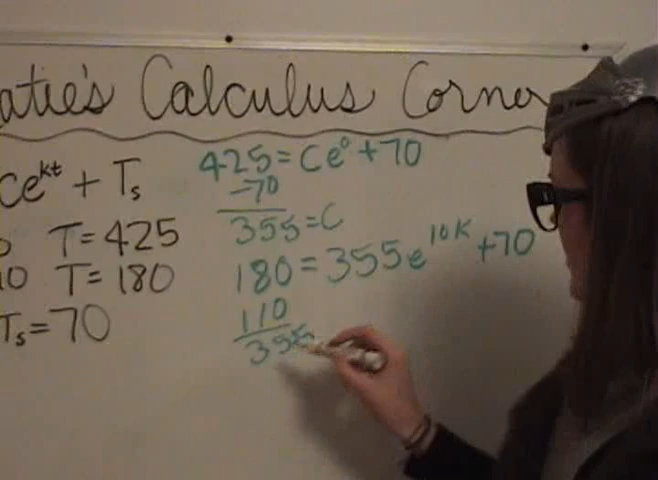 atie's Calculus Corner
Ce^kt + Ts
T = 425
10 T = 180
Ts = 70
425 = Ce^0 + 70
-70
355 = C
180 = 355e^10K + 70
110
355